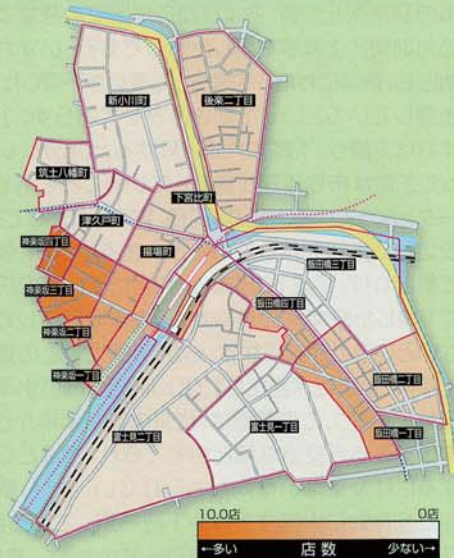 新小川町
後楽二丁目
筑土八幡町
下宮比町
津久戸町
神楽坂四丁目
揚場町
飯田橋三丁目
神楽坂三丁目
飯田橋四丁目
神楽坂二丁目
神楽坂一丁目
飯田橋二丁目
富士見二丁目
富士見一丁目
飯田橋一丁目
10.0店 0店
←多い 店数 少ない→